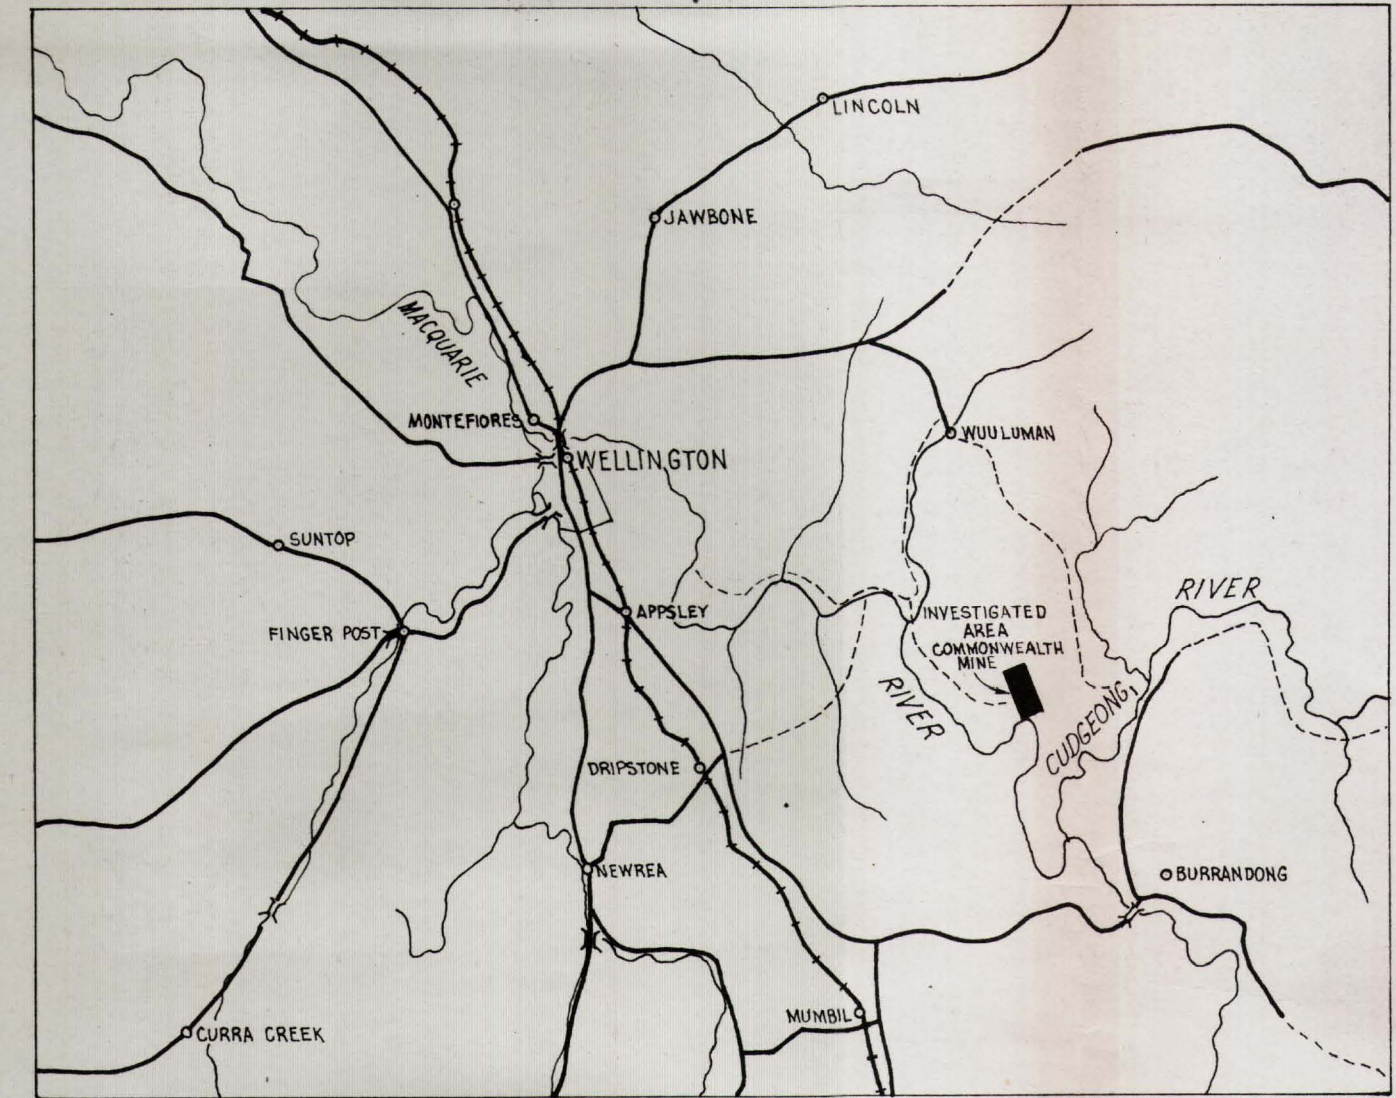 LINCOLN
JAWBONE
MACQUARIE
MONTEFIORES
WUULUMAN
WELLINGTON
SUNTOP
RIVER
APPSLEY
INVESTIGATED
AREA
COMMONWEALTH
MINE
FINGER POST
RIVER
CUDGEONG
DRIPSTONE
NEWREA
BURRANDONG
MUMBIL
CURRA CREEK